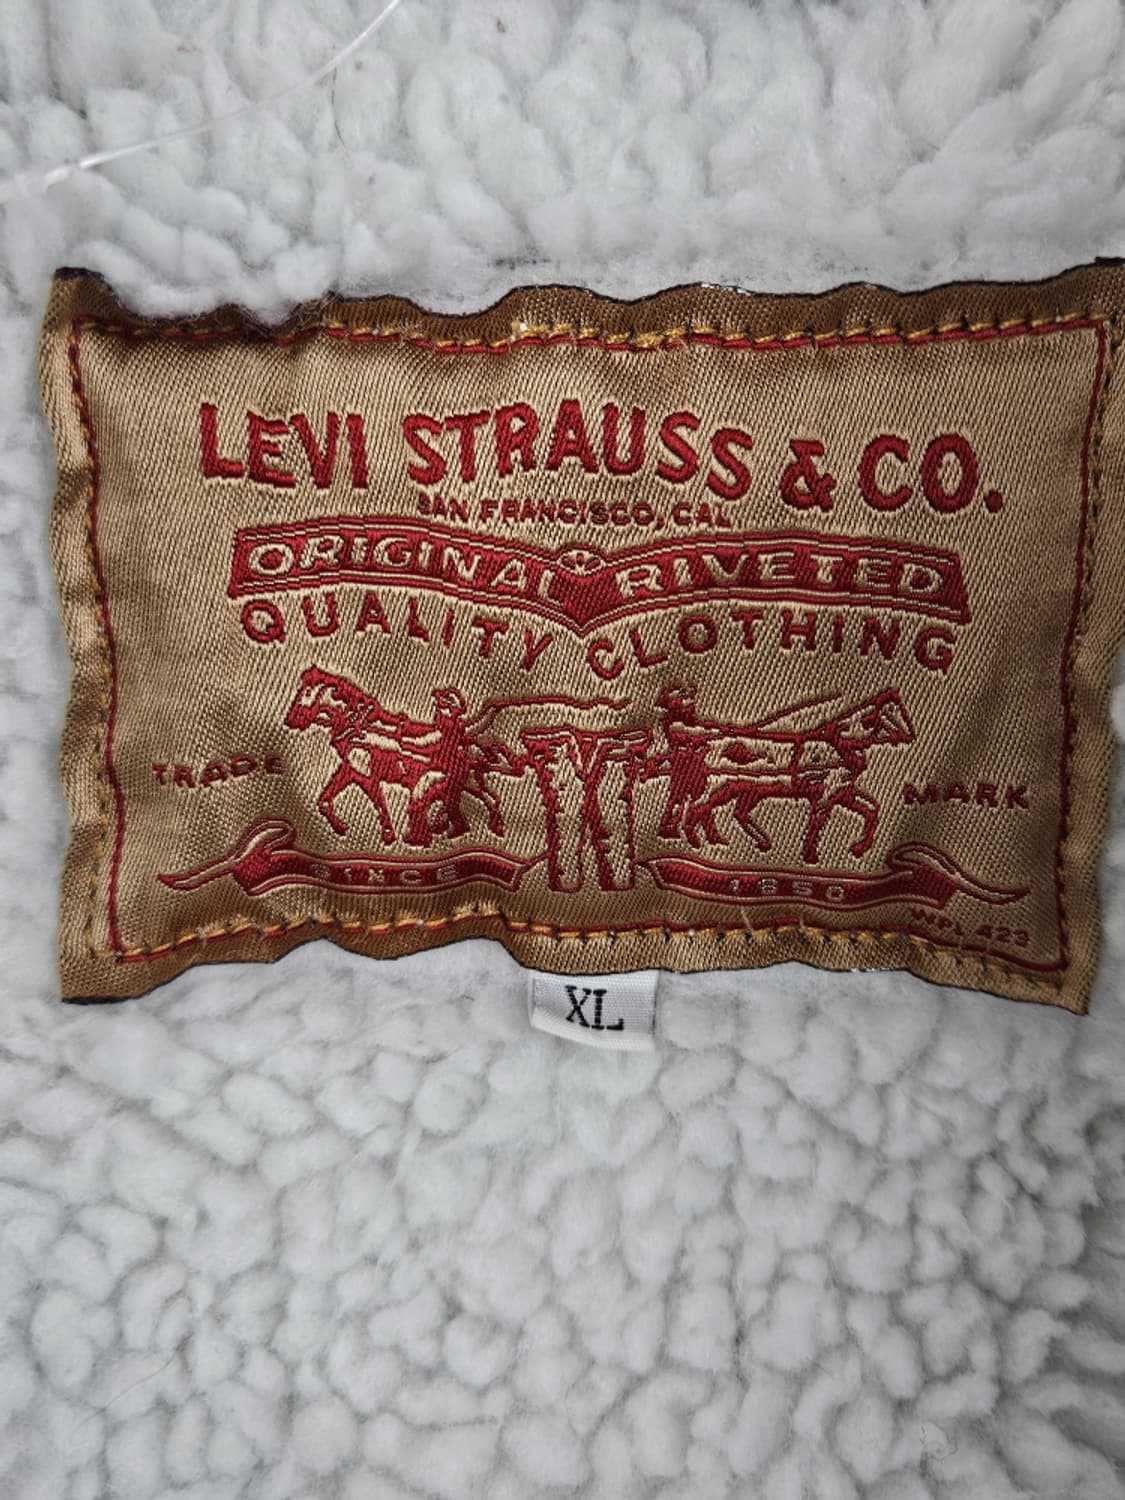 LEVI STRAUSS & CO.
SAN FRANCISCO, CAL
ORIGINAL RIVETED
QUALITY CLOTHING
TRADE MARK
SINCE 1850
WPL 423
XL